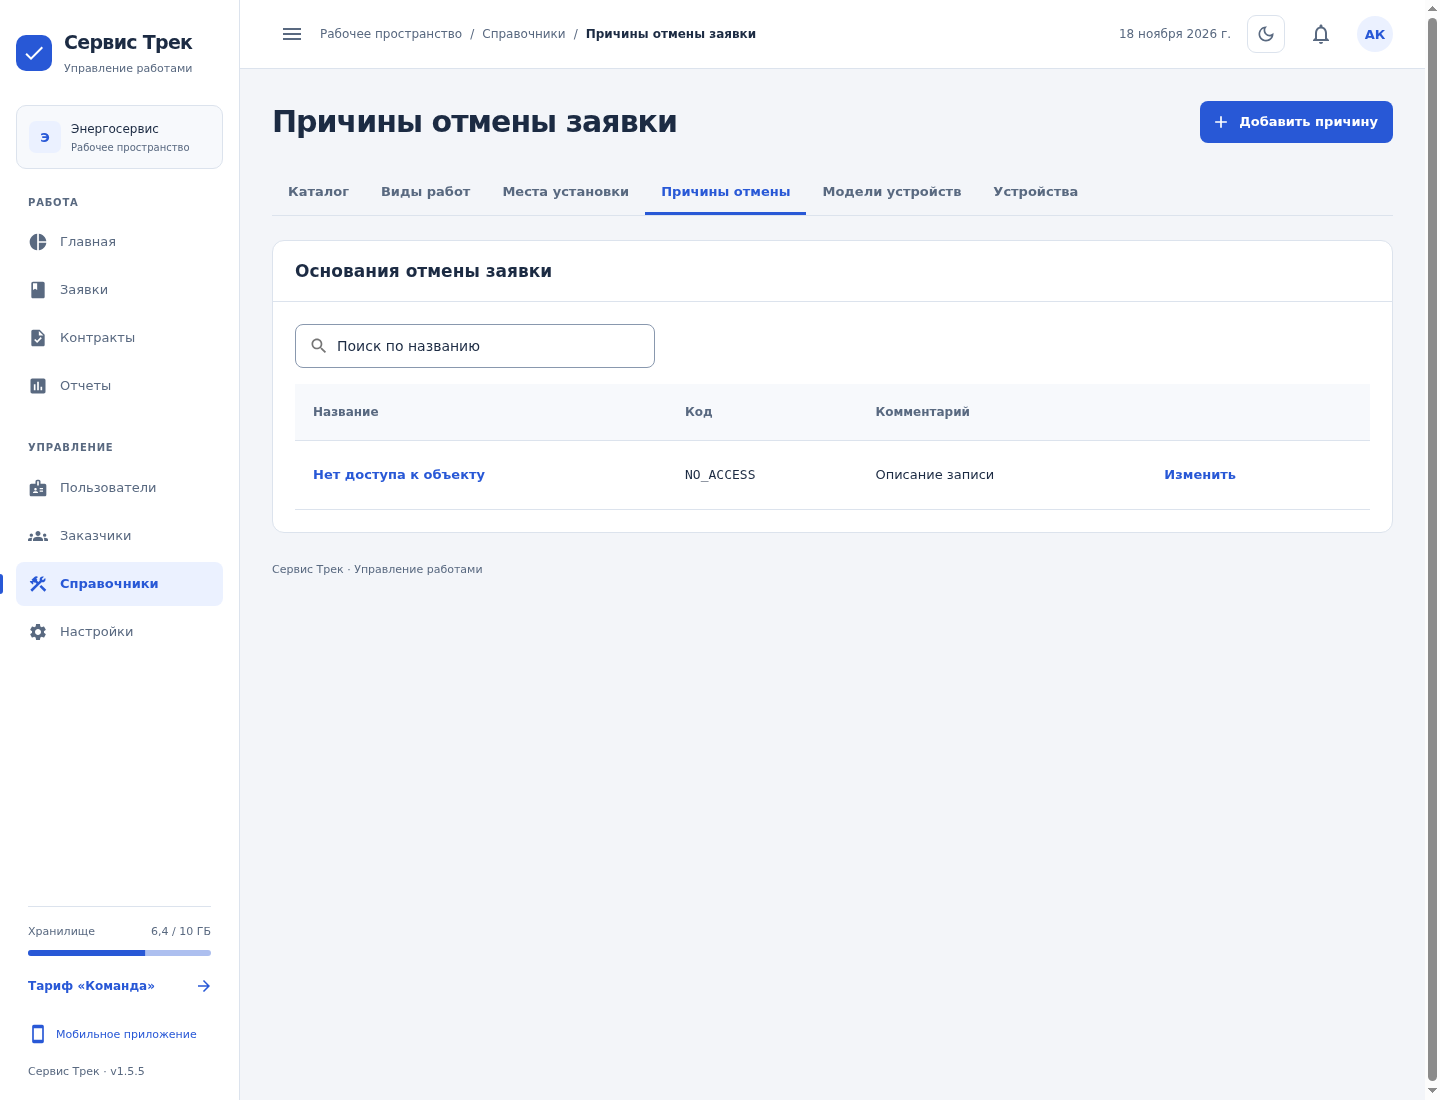 Сервис Трек
Управление работами
Э
Энергосервис
Рабочее пространство
РАБОТА
Главная
Заявки
Контракты
Отчеты
УПРАВЛЕНИЕ
Пользователи
Заказчики
Справочники
Настройки
Хранилище 6,4 / 10 ГБ
Тариф «Команда»
Мобильное приложение
Сервис Трек · v1.5.5
Рабочее пространство / Справочники / Причины отмены заявки
18 ноября 2026 г.
АК
Причины отмены заявки
Добавить причину
Каталог Виды работ Места установки Причины отмены Модели устройств Устройства
Основания отмены заявки
Поиск по названию
Название Код Комментарий
Нет доступа к объекту NO_ACCESS Описание записи Изменить
Сервис Трек · Управление работами